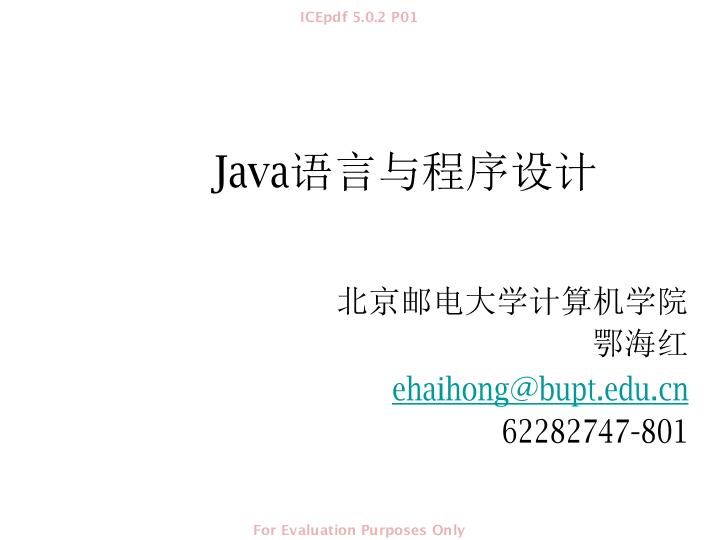 ICEpdf 5.0.2 P01
Java语言与程序设计
北京邮电大学计算机学院
鄂海红
ehaihong@bupt.edu.cn
62282747-801
For Evaluation Purposes Only